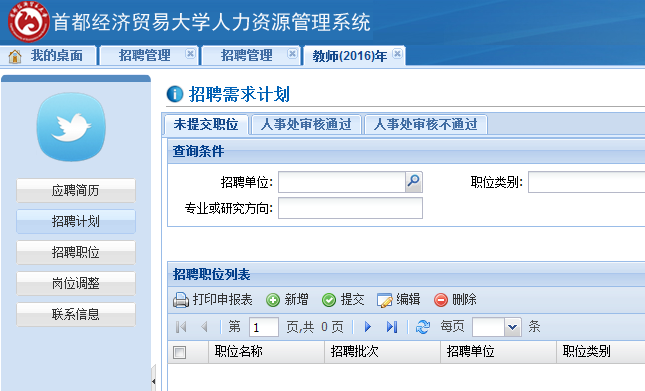 首都经济贸易大学人力资源管理系统
我的桌面 招聘管理 招聘管理 教师(2016)年
招聘需求计划
未提交职位 人事处审核通过 人事处审核不通过
查询条件
招聘单位: 职位类别:
专业或研究方向:
应聘简历
招聘计划
招聘职位
岗位调整
联系信息
招聘职位列表
打印申报表 新增 提交 编辑 删除
第 1 页,共 0 页 每页 条
职位名称 招聘批次 招聘单位 职位类别